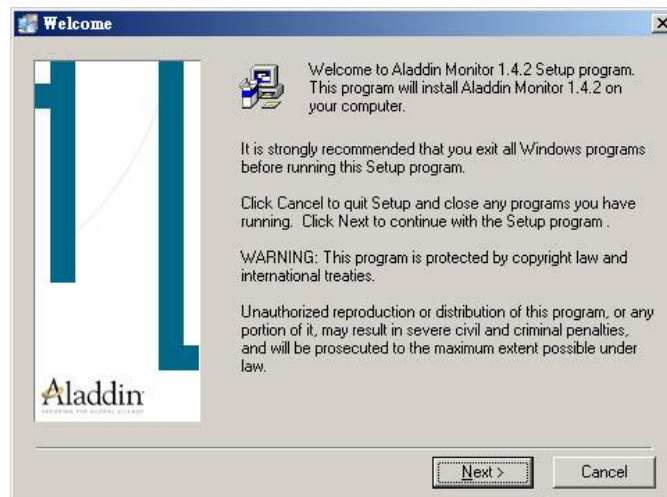 Welcome
Welcome to Aladdin Monitor 1.4.2 Setup program.
This program will install Aladdin Monitor 1.4.2 on
your computer.
It is strongly recommended that you exit all Windows programs
before running this Setup program.
Click Cancel to quit Setup and close any programs you have
running. Click Next to continue with the Setup program .
WARNING: This program is protected by copyright law and
international treaties.
Unauthorized reproduction or distribution of this program, or any
portion of it, may result in severe civil and criminal penalties,
and will be prosecuted to the maximum extent possible under
law.
Aladdin
SECURING THE GLOBAL VILLAGE
Next >
Cancel